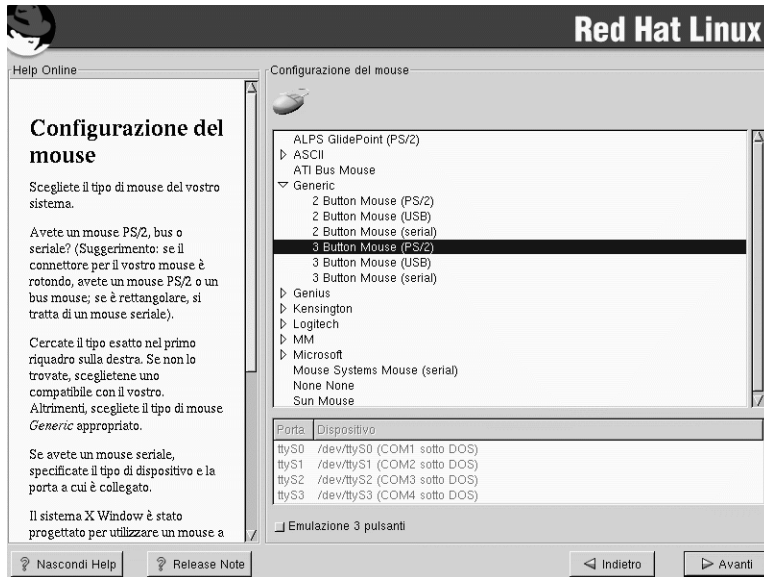 Red Hat Linux
Help Online
Configurazione del
mouse
Scegliete il tipo di mouse del vostro
sistema.
Avete un mouse PS/2, bus o
seriale? (Suggerimento: se il
connettore per il vostro mouse è
rotondo, avete un mouse PS/2 o un
bus mouse; se è rettangolare, si
tratta di un mouse seriale).
Cercate il tipo esatto nel primo
riquadro sulla destra. Se non lo
trovate, sceglietene uno
compatibile con il vostro.
Altrimenti, scegliete il tipo di mouse
Generic appropriato.
Se avete un mouse seriale,
specificate il tipo di dispositivo e la
porta a cui è collegato.
Il sistema X Window è stato
progettato per utilizzare un mouse a
Configurazione del mouse
ALPS GlidePoint (PS/2)
ASCII
ATI Bus Mouse
Generic
2 Button Mouse (PS/2)
2 Button Mouse (USB)
2 Button Mouse (serial)
3 Button Mouse (PS/2)
3 Button Mouse (USB)
3 Button Mouse (serial)
Genius
Kensington
Logitech
MM
Microsoft
Mouse Systems Mouse (serial)
None None
Sun Mouse
Porta Dispositivo
ttyS0 /dev/ttyS0 (COM1 sotto DOS)
ttyS1 /dev/ttyS1 (COM2 sotto DOS)
ttyS2 /dev/ttyS2 (COM3 sotto DOS)
ttyS3 /dev/ttyS3 (COM4 sotto DOS)
Emulazione 3 pulsanti
Nascondi Help
Release Note
Indietro
Avanti